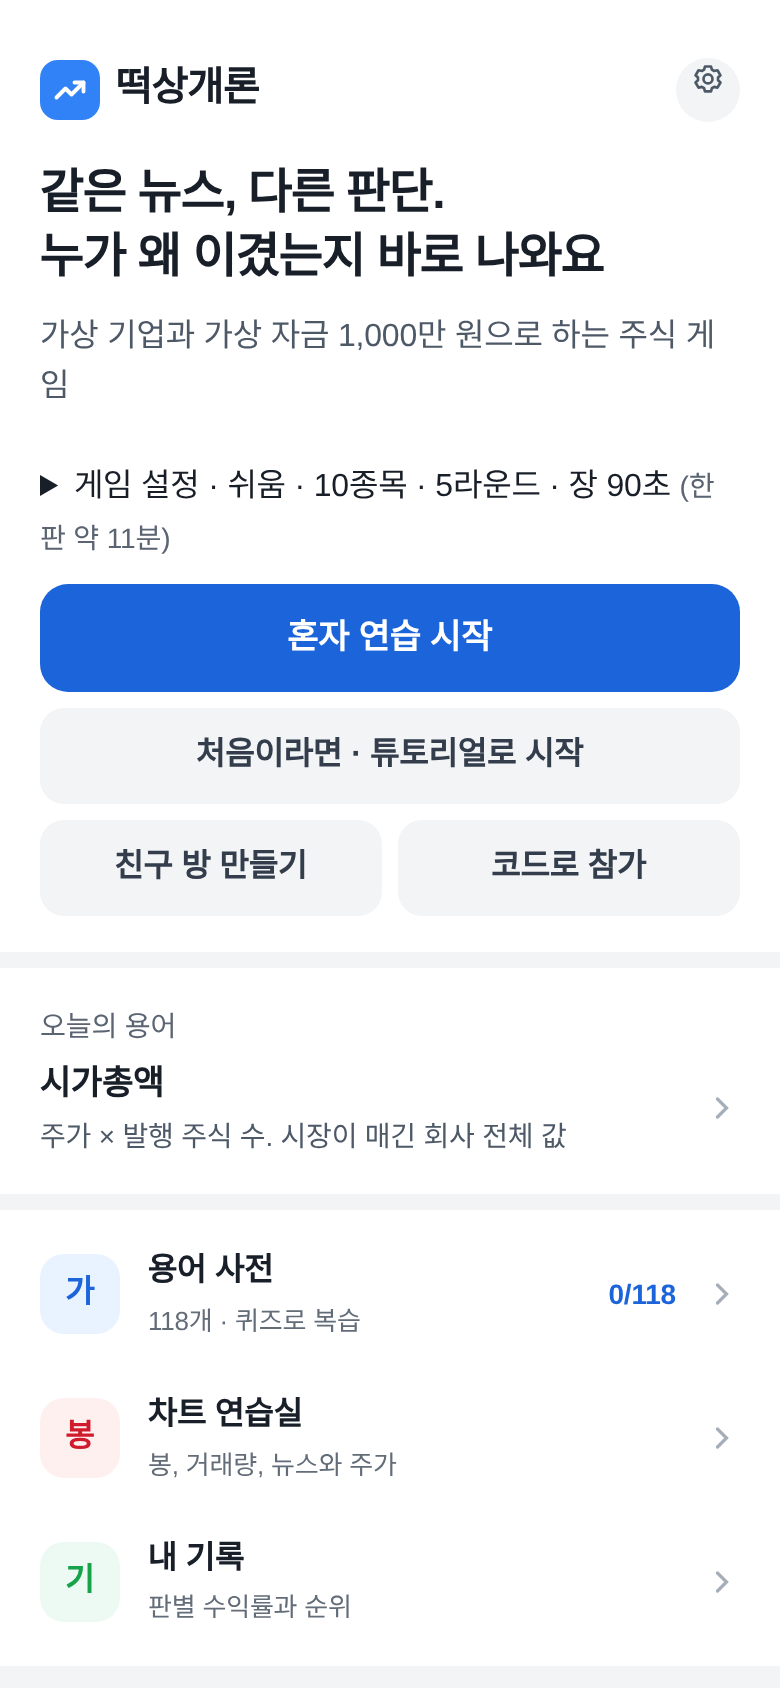 떡상개론
같은 뉴스, 다른 판단.
누가 왜 이겼는지 바로 나와요
가상 기업과 가상 자금 1,000만 원으로 하는 주식 게
임
▶ 게임 설정 · 쉬움 · 10종목 · 5라운드 · 장 90초 (한
판 약 11분)
혼자 연습 시작
처음이라면 · 튜토리얼로 시작
친구 방 만들기
코드로 참가
오늘의 용어
시가총액
주가 × 발행 주식 수. 시장이 매긴 회사 전체 값
가
용어 사전
118개 · 퀴즈로 복습
0/118
봉
차트 연습실
봉, 거래량, 뉴스와 주가
기
내 기록
판별 수익률과 순위